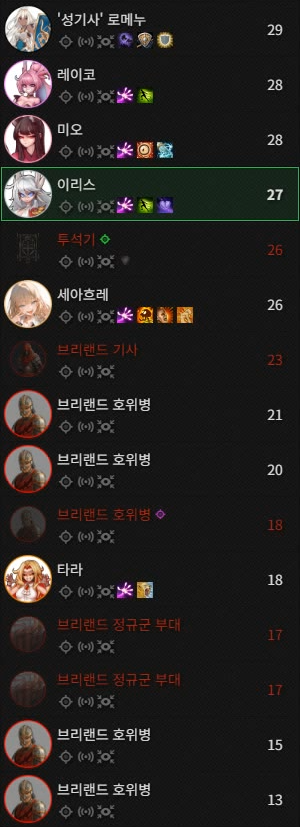 '성기사' 로메누
29
레이코
28
미오
28
이리스
27
투석기
26
세아흐레
26
브리랜드 기사
23
브리랜드 호위병
21
브리랜드 호위병
20
브리랜드 호위병
18
타라
18
브리랜드 정규군 부대
17
브리랜드 정규군 부대
17
브리랜드 호위병
15
브리랜드 호위병
13